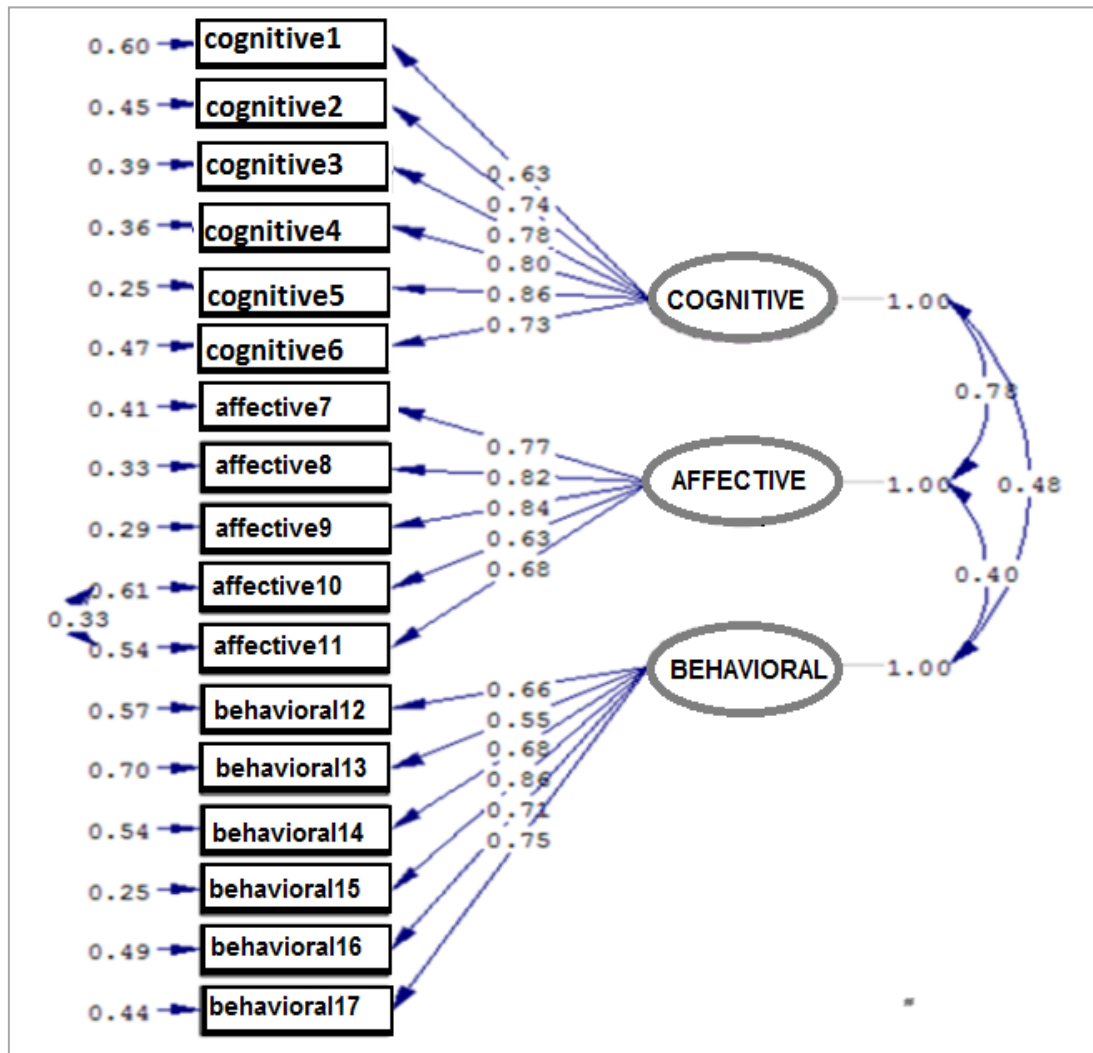 0.60 cognitive1
0.45 cognitive2
0.39 cognitive3
0.36 cognitive4
0.25 cognitive5
0.47 cognitive6
0.41 affective7
0.33 affective8
0.29 affective9
0.61 affective10
0.33
0.54 affective11
0.57 behavioral12
0.70 behavioral13
0.54 behavioral14
0.25 behavioral15
0.49 behavioral16
0.44 behavioral17
0.63
0.74
0.78
0.80
0.86
0.73
0.77
0.82
0.84
0.63
0.68
0.66
0.55
0.68
0.86
0.71
0.75
COGNITIVE 1.00
AFFECTIVE 1.00
BEHAVIORAL 1.00
0.78
0.48
0.40